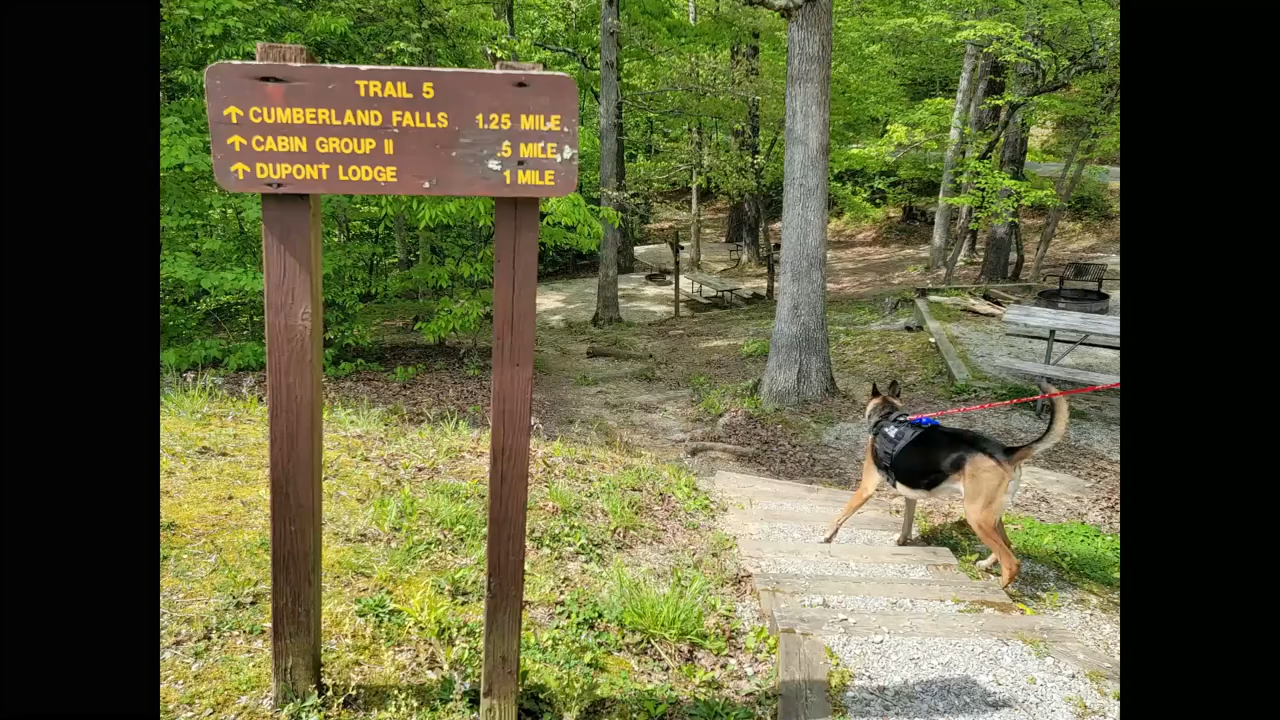 TRAIL 5
↑ CUMBERLAND FALLS 1.25 MILE
↑ CABIN GROUP II .5 MILE
↑ DUPONT LODGE 1 MILE